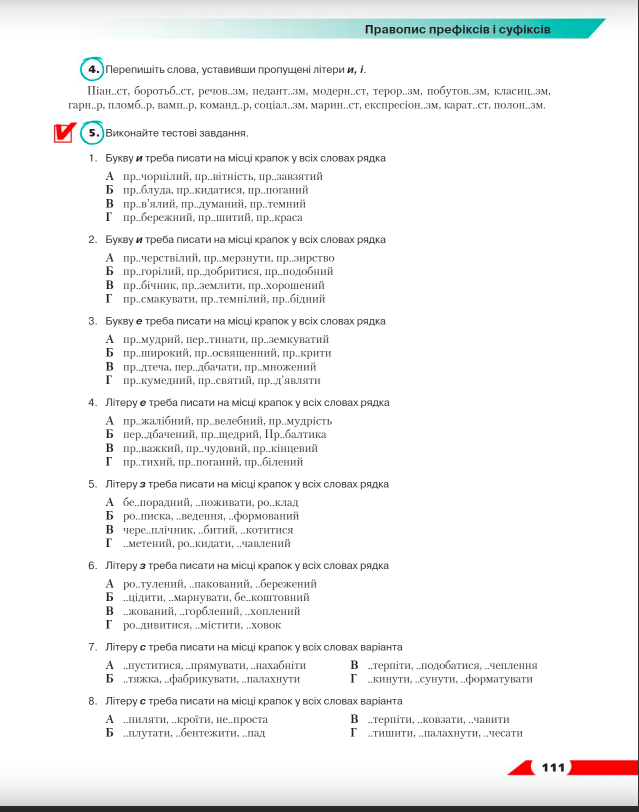 Правопис префіксів і суфіксів
4. Перепишіть слова, уставивши пропущені літери и, і.
Піан..ст, боротьб..ст, речов..зм, педант..зм, модерн..ст, терор..зм, побутов..зм, класиц..зм,
гарн..р, пломб..р, вамп..р, команд..р, соціал..зм, марин..ст, експресіон..зм, карат..ст, полон..зм.
5. Виконайте тестові завдання.
1. Букву и треба писати на місці крапок у всіх словах рядка
А пр..чорнілий, пр..вітність, пр..завзятий
Б пр..блуда, пр..кидатися, пр..поганий
В пр..в'ялий, пр..думаний, пр..темний
Г пр..бережний, пр..шитий, пр..краса
2. Букву и треба писати на місці крапок у всіх словах рядка
А пр..черствілий, пр..мерзнути, пр..зирство
Б пр..горілий, пр..добритися, пр..подобний
В пр..бічник, пр..землити, пр..хорошений
Г пр..смакувати, пр..темнілий, пр..бідний
3. Букву е треба писати на місці крапок у всіх словах рядка
А пр..мудрий, пер..тинати, пр..земкуватий
Б пр..широкий, пр..освященний, пр..крити
В пр..дтеча, пер..дбачати, пр..множений
Г пр..кумедний, пр..святий, пр..д'являти
4. Літеру е треба писати на місці крапок у всіх словах рядка
А пр..жалібний, пр..велебний, пр..мудрість
Б пер..дбачений, пр..щедрий, Пр..балтика
В пр..важкий, пр..чудовий, пр..кінцевий
Г пр..тихий, пр..поганий, пр..білений
5. Літеру з треба писати на місці крапок у всіх словах рядка
А бе..порадний, ..поживати, ро..клад
Б ро..писка, ..ведення, ..формований
В чере..плічник, ..битий, ..котитися
Г ..метений, ро..кидати, ..чавлений
6. Літеру з треба писати на місці крапок у всіх словах рядка
А ро..тулений, ..пакований, ..бережений
Б ..цідити, ..марнувати, бе..коштовний
В ..жований, ..горблений, ..хоплений
Г ро..дивитися, ..містити, ..ховок
7. Літеру с треба писати на місці крапок у всіх словах варіанта
А ..пуститися, ..прямувати, ..нахабніти
Б ..тяжка, ..фабрикувати, ..палахнути
В ..терпіти, ..подобатися, ..чеплення
Г ..кинути, ..сунути, ..форматувати
8. Літеру с треба писати на місці крапок у всіх словах варіанта
А ..пиляти, ..кроїти, не..проста
Б ..плутати, ..бентежити, ..пад
В ..терпіти, ..ковзати, ..чавити
Г ..тишити, ..палахнути, ..чесати
111